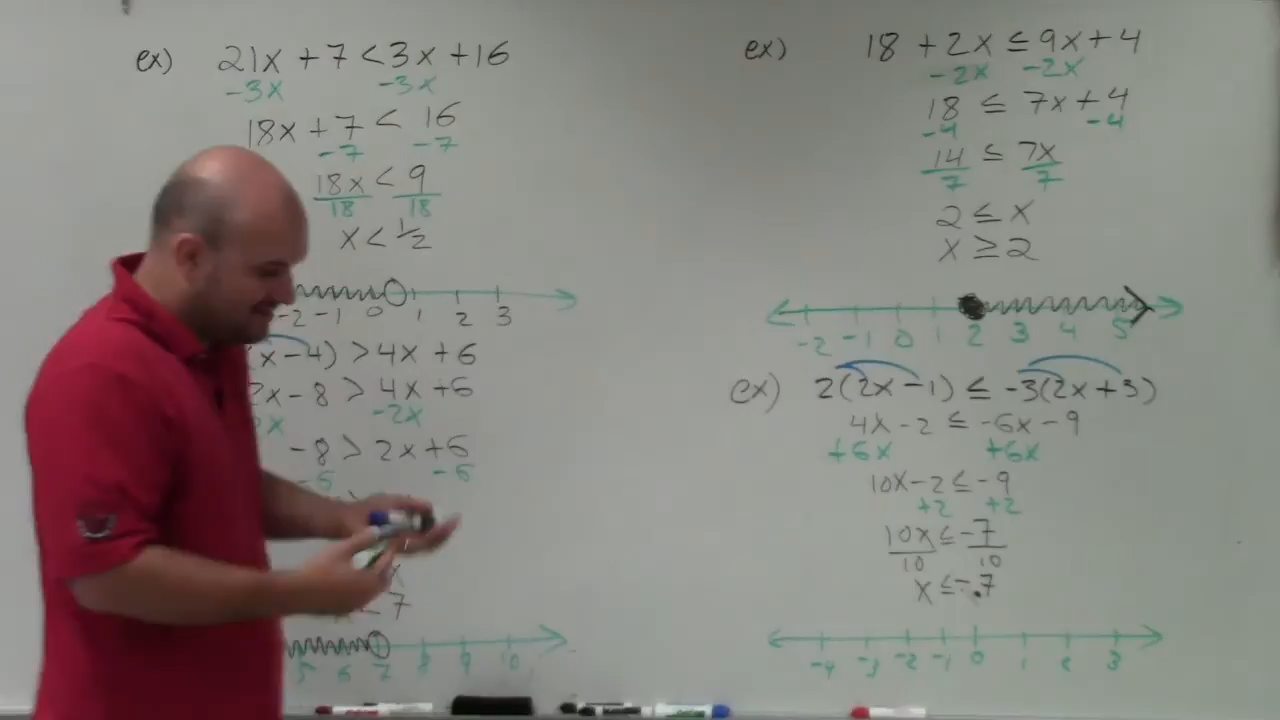 ex) 21x + 7 < 3x + 16
-3x -3x
18x + 7 < 16
-7 -7
18x < 9
18 18
x < 1/2
-2 -1 0 1 2 3
(x - 4) > 4x + 6
2x - 8 > 4x + 6
-2x
-8 > 2x + 6
-6 -6
x
< 7
5 6 7 8 9 10
ex) 18 + 2x ≤ 9x + 4
-2x -2x
18 ≤ 7x + 4
-4 -4
14 ≤ 7x
7 7
2 ≤ x
x ≥ 2
-2 -1 0 1 2 3 4 5
ex) 2(2x - 1) ≤ -3(2x + 3)
4x - 2 ≤ -6x - 9
+6x +6x
10x - 2 ≤ -9
+2 +2
10x ≤ -7
10 10
x ≤ -.7
-4 -3 -2 -1 0 1 2 3